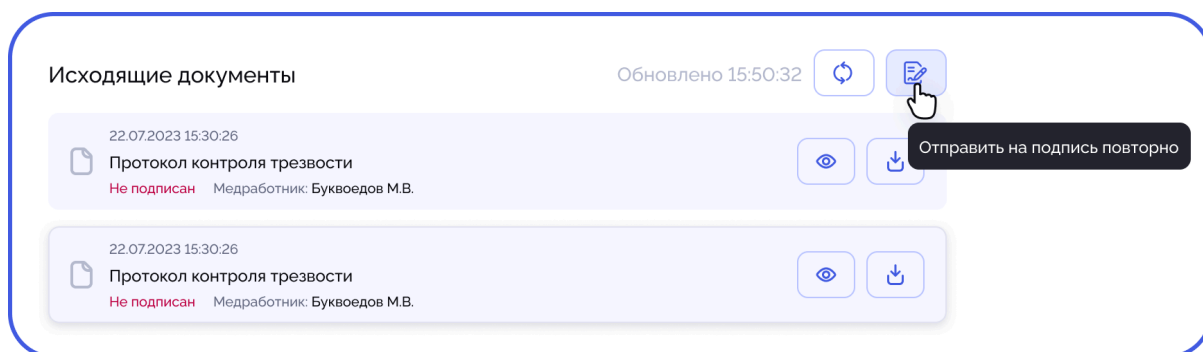 Исходящие документы
Обновлено 15:50:32
Отправить на подпись повторно
22.07.2023 15:30:26
Протокол контроля трезвости
Не подписан Медработник: Буквоедов М.В.
22.07.2023 15:30:26
Протокол контроля трезвости
Не подписан Медработник: Буквоедов М.В.